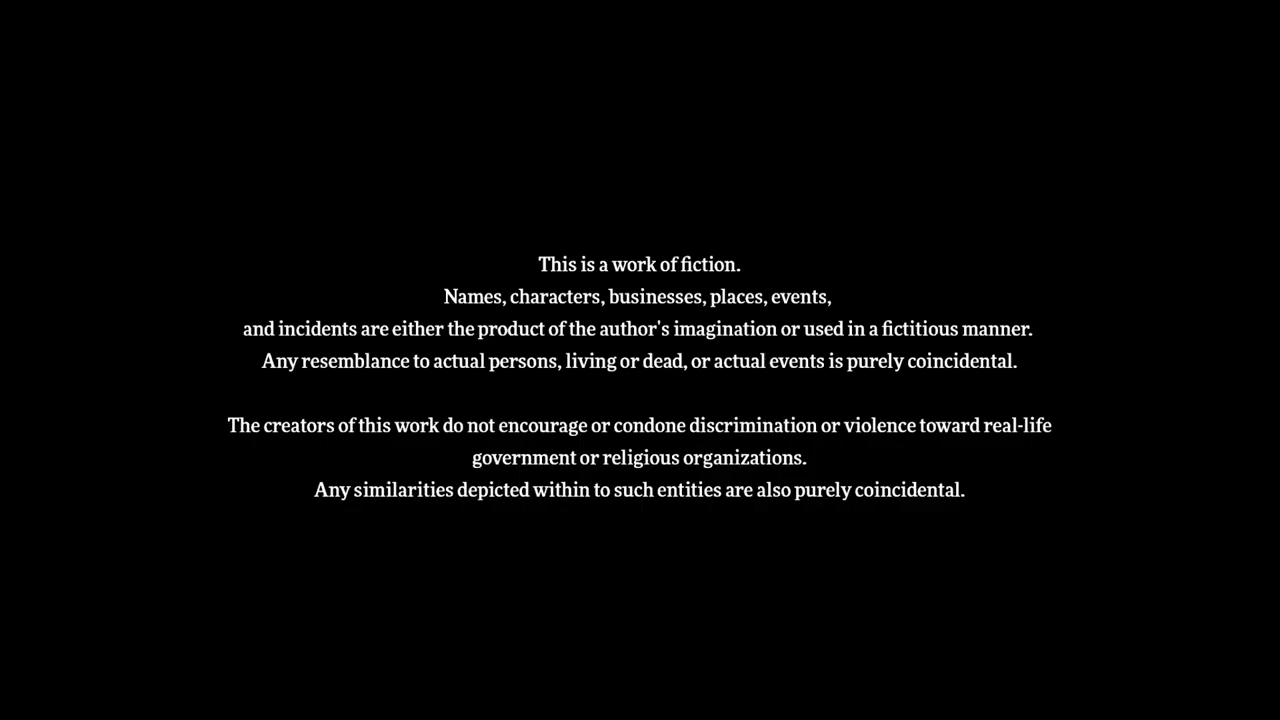 This is a work of fiction.
Names, characters, businesses, places, events,
and incidents are either the product of the author's imagination or used in a fictitious manner.
Any resemblance to actual persons, living or dead, or actual events is purely coincidental.
The creators of this work do not encourage or condone discrimination or violence toward real-life
government or religious organizations.
Any similarities depicted within to such entities are also purely coincidental.